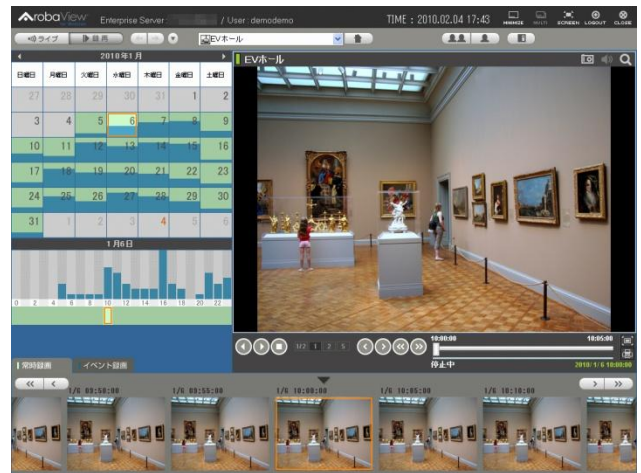 ArobaView Enterprise Server: / User: demodemo TIME : 2010.02.04 17:43 MINIMIZE MULTI SCREEN LOGOUT CLOSE
ライブ 録画 EVホール
2010年1月
日曜日 月曜日 火曜日 水曜日 木曜日 金曜日 土曜日
27 28 29 30 31 1 2
3 4 5 6 7 8 9
10 11 12 13 14 15 16
17 18 19 20 21 22 23
24 25 26 27 28 29 30
31 1 2 3 4 5 6
1月6日
0 2 4 6 8 10 12 14 16 18 20 22
常時録画 イベント録画
EVホール
1/2 1 2 5
10:00:00 10:05:00
停止中 2010/1/6 10:00:00
1/6 09:50:00 1/6 09:55:00 1/6 10:00:00 1/6 10:05:00 1/6 10:10:00